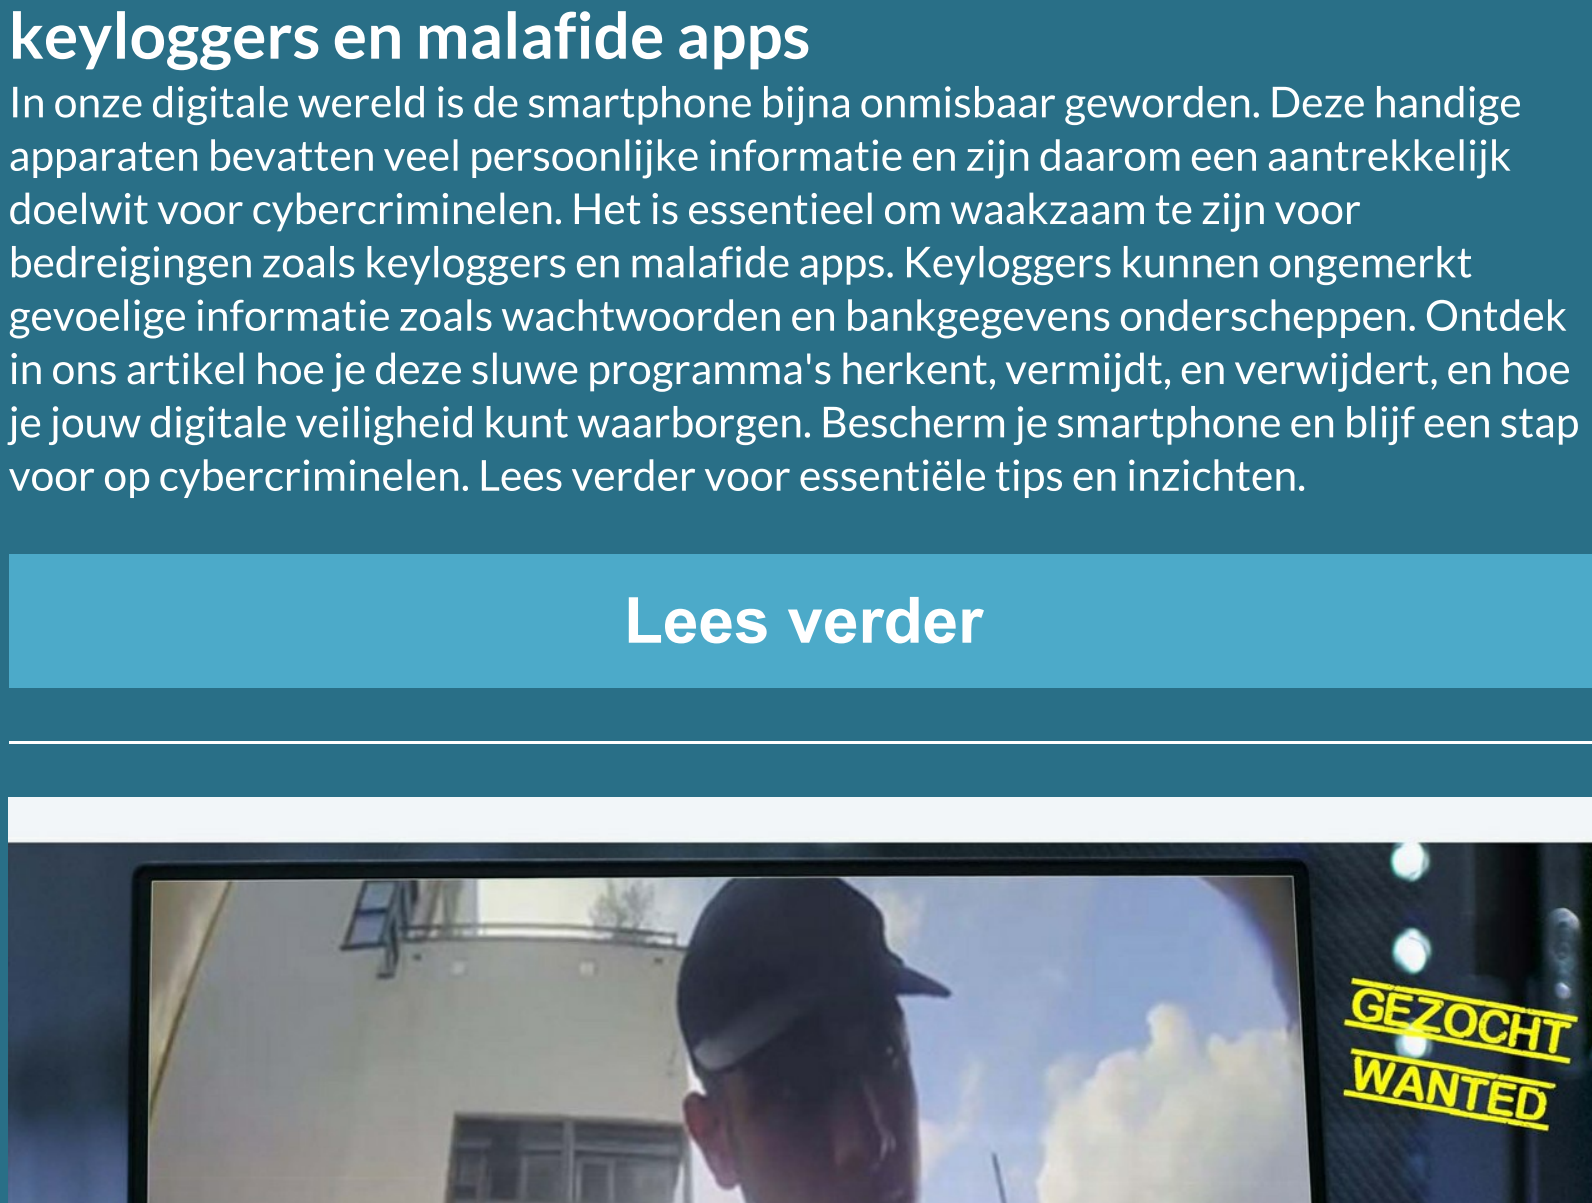 keyloggers en malafide apps
In onze digitale wereld is de smartphone bijna onmisbaar geworden. Deze handige
apparaten bevatten veel persoonlijke informatie en zijn daarom een aantrekkelijk
doelwit voor cybercriminelen. Het is essentieel om waakzaam te zijn voor
bedreigingen zoals keyloggers en malafide apps. Keyloggers kunnen ongemerkt
gevoelige informatie zoals wachtwoorden en bankgegevens onderscheppen. Ontdek
in ons artikel hoe je deze sluwe programma's herkent, vermijdt, en verwijdert, en hoe
je jouw digitale veiligheid kunt waarborgen. Bescherm je smartphone en blijf een stap
voor op cybercriminelen. Lees verder voor essentiële tips en inzichten.
Lees verder
GEZOCHT
WANTED